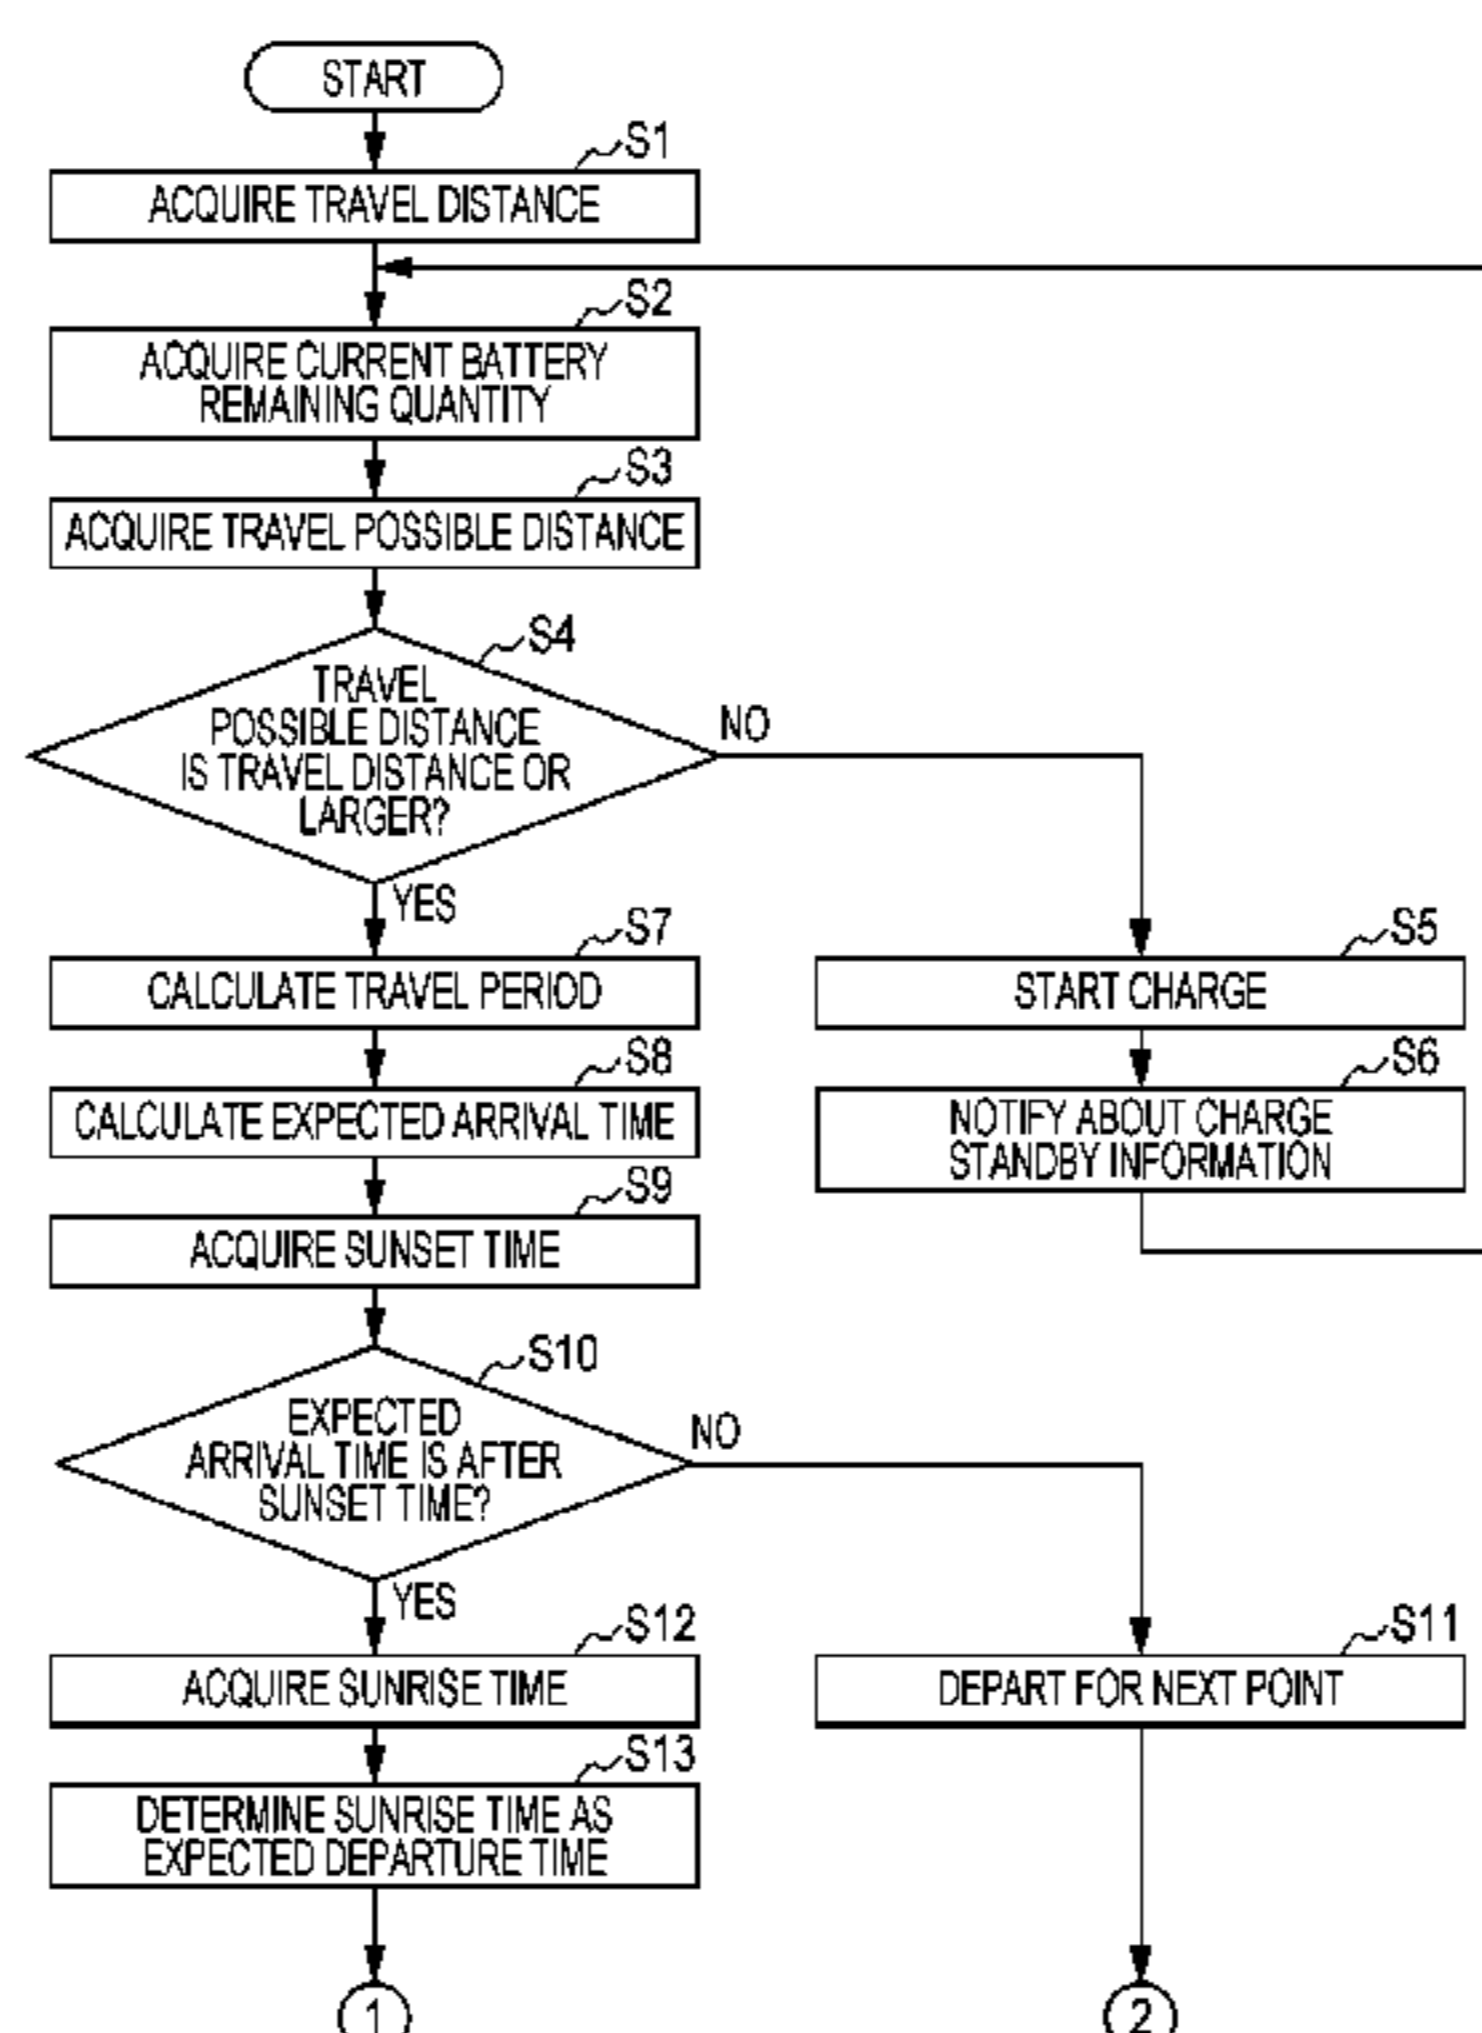 START
S1
ACQUIRE TRAVEL DISTANCE
S2
ACQUIRE CURRENT BATTERY
REMAINING QUANTITY
S3
ACQUIRE TRAVEL POSSIBLE DISTANCE
S4
TRAVEL
POSSIBLE DISTANCE
IS TRAVEL DISTANCE OR
LARGER?
NO
YES
S7
CALCULATE TRAVEL PERIOD
S5
START CHARGE
S8
CALCULATE EXPECTED ARRIVAL TIME
S6
NOTIFY ABOUT CHARGE
STANDBY INFORMATION
S9
ACQUIRE SUNSET TIME
S10
EXPECTED
ARRIVAL TIME IS AFTER
SUNSET TIME?
NO
YES
S12
ACQUIRE SUNRISE TIME
S11
DEPART FOR NEXT POINT
S13
DETERMINE SUNRISE TIME AS
EXPECTED DEPARTURE TIME
1
2